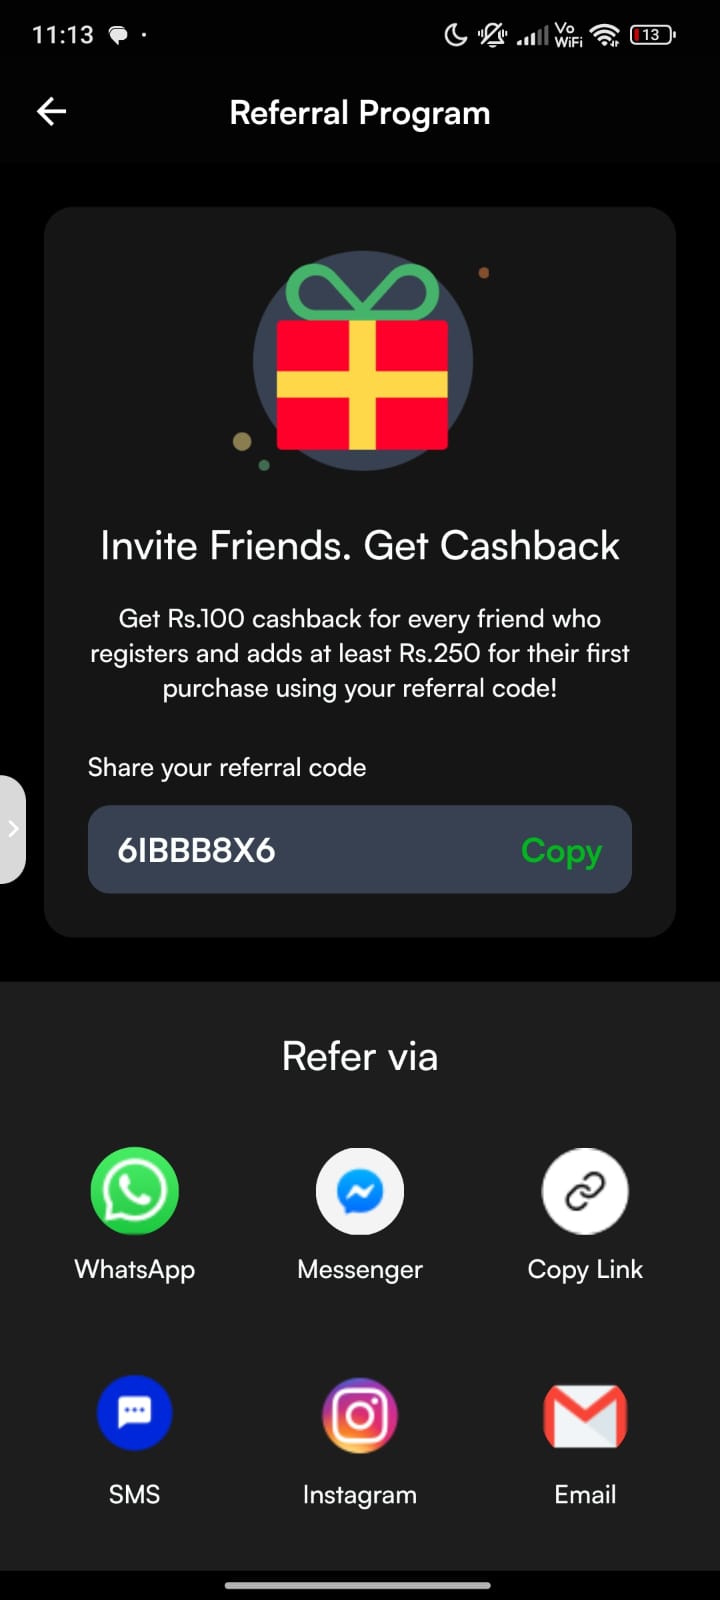 11:13
Vo
WiFi
13
Referral Program
Invite Friends. Get Cashback
Get Rs.100 cashback for every friend who
registers and adds at least Rs.250 for their first
purchase using your referral code!
Share your referral code
6IBBB8X6 Copy
Refer via
WhatsApp Messenger Copy Link
SMS Instagram Email